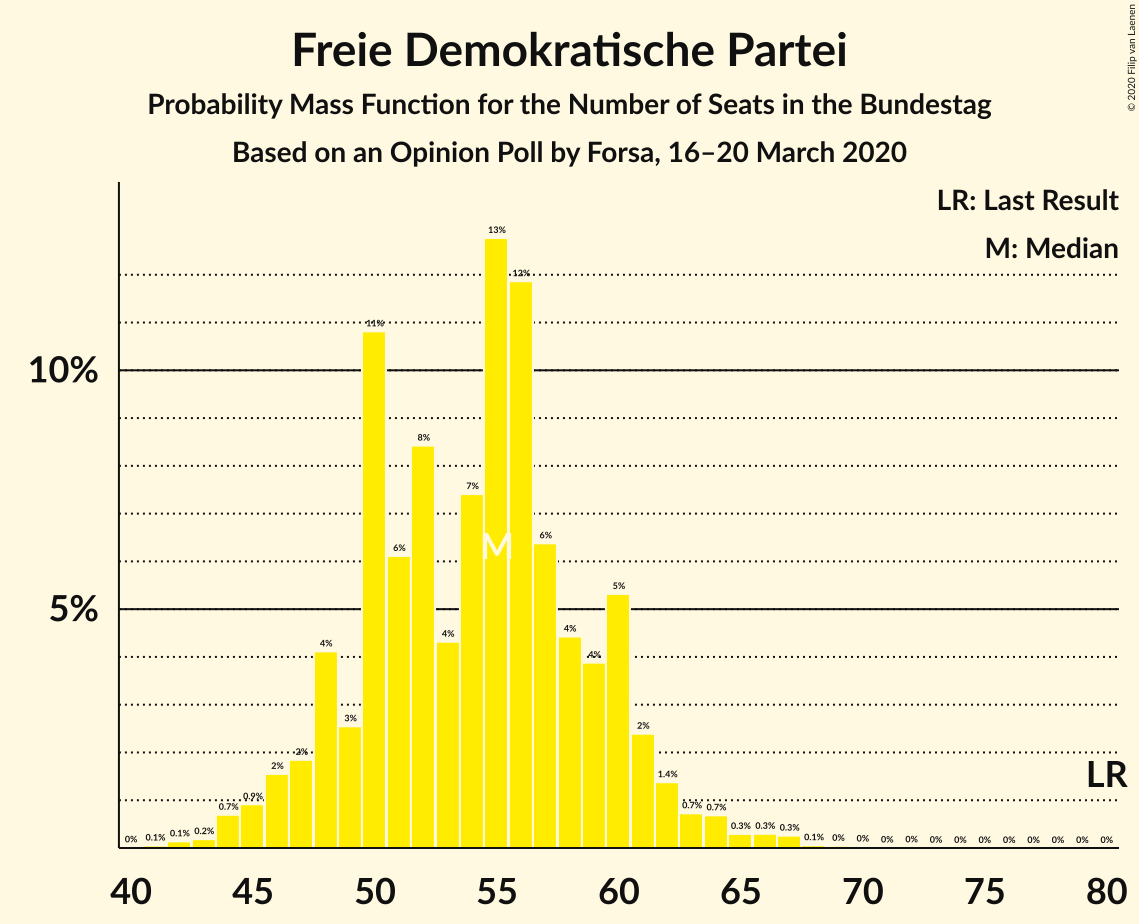 Freie Demokratische Partei
Probability Mass Function for the Number of Seats in the Bundestag
Based on an Opinion Poll by Forsa, 16–20 March 2020
© 2020 Filip van Laenen
LR: Last Result
M: Median
13%
12%
11%
10%
8%
7%
6%
6%
M
5%
5%
4%
4%
4%
4%
3%
2%
2%
2%
LR
1.4%
0.9%
0.7%
0.7%
0.7%
0% 0.1% 0.1% 0.2% 0.3% 0.3% 0.3% 0.1% 0% 0% 0% 0% 0% 0% 0% 0% 0% 0% 0% 0%
40 45 50 55 60 65 70 75 80